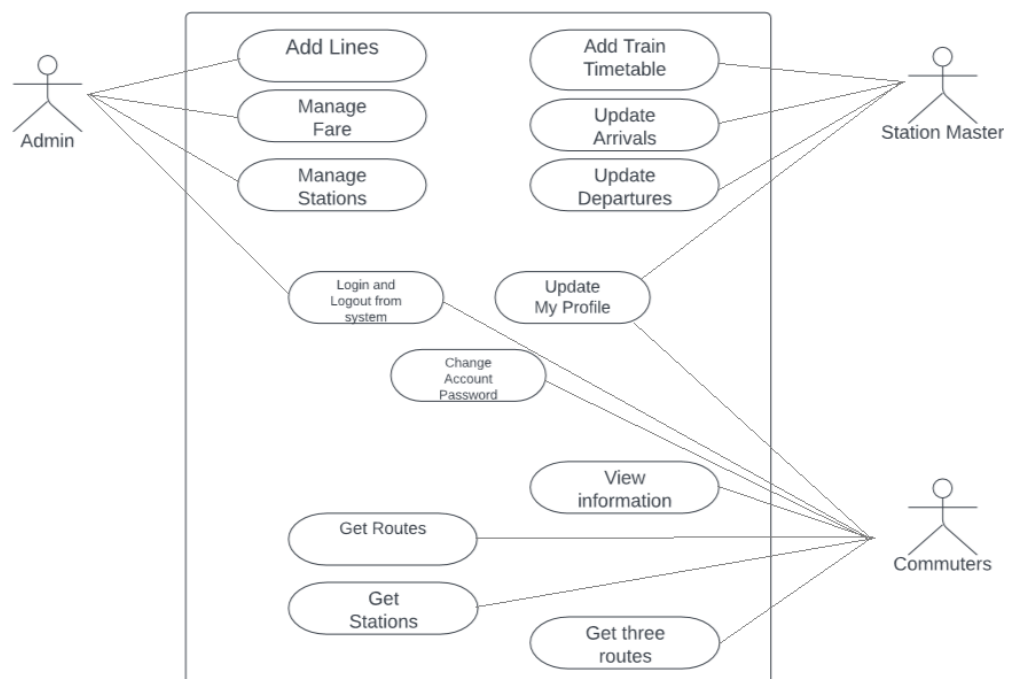 Add Lines
Manage
Fare
Manage
Stations
Admin
Add Train
Timetable
Update
Arrivals
Update
Departures
Station Master
Login and
Logout from
system
Update
My Profile
Change
Account
Password
View
information
Get Routes
Get
Stations
Get three
routes
Commuters